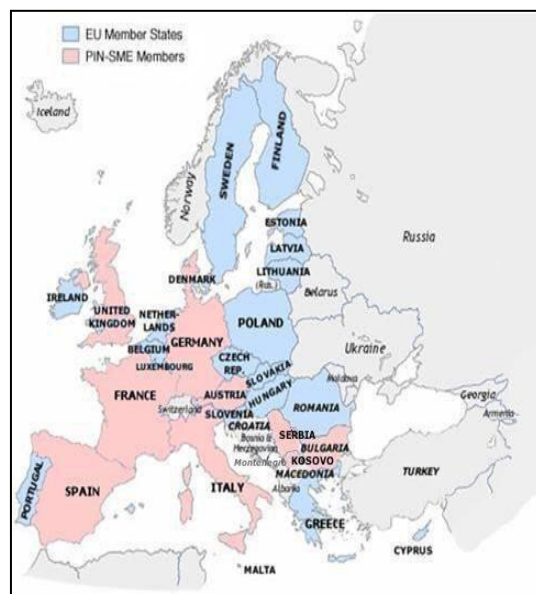 EU Member States
PIN-SME Members
Iceland
FINLAND
SWEDEN
Norway
ESTONIA
Russia
LATVIA
DENMARK
LITHUANIA
(Rus.)
Belarus
IRELAND
UNITED
KINGDOM
NETHER-
LANDS
POLAND
GERMANY
BELGIUM
Ukraine
CZECH
REP.
LUXEMBOURG
SLOVAKIA
Moldova
FRANCE
AUSTRIA
HUNGARY
Switzerland
SLOVENIA
ROMANIA
Georgia
CROATIA
SERBIA
Armenia
Bosnia &
Herzegovina
BULGARIA
Montenegro
KOSOVO
PORTUGAL
SPAIN
ITALY
MACEDONIA
TURKEY
Albania
GREECE
CYPRUS
MALTA